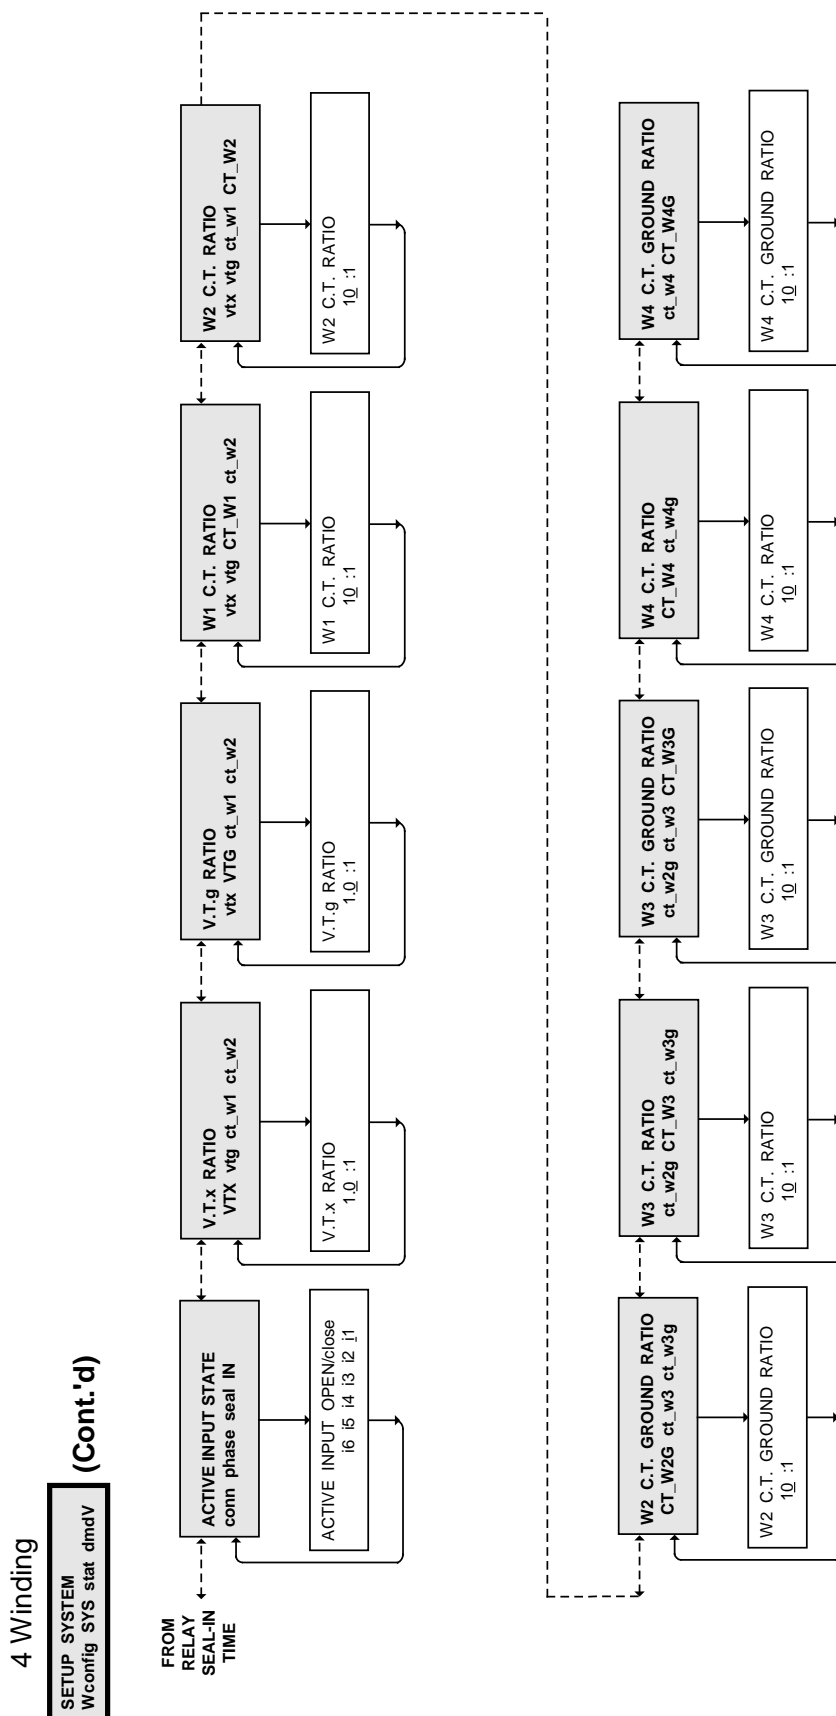 4 Winding
SETUP SYSTEM
Wconfig SYS stat dmdV
(Cont.'d)
FROM
RELAY
SEAL-IN
TIME
ACTIVE INPUT STATE
conn phase seal IN
ACTIVE INPUT OPEN/close
i6 i5 i4 i3 i2 i1
V.T.x RATIO
VTX vtg ct_w1 ct_w2
V.T.x RATIO
1.0 :1
V.T.g RATIO
vtx VTG ct_w1 ct_w2
V.T.g RATIO
1.0 :1
W1 C.T. RATIO
vtx vtg CT_W1 ct_w2
W1 C.T. RATIO
10 :1
W2 C.T. RATIO
vtx vtg ct_w1 CT_W2
W2 C.T. RATIO
10 :1
W2 C.T. GROUND RATIO
CT_W2G ct_w3 ct_w3g
W2 C.T. GROUND RATIO
10 :1
W3 C.T. RATIO
ct_w2g CT_W3 ct_w3g
W3 C.T. RATIO
10 :1
W3 C.T. GROUND RATIO
ct_w2g ct_w3 CT_W3G
W3 C.T. GROUND RATIO
10 :1
W4 C.T. RATIO
CT_W4 ct_w4g
W4 C.T. RATIO
10 :1
W4 C.T. GROUND RATIO
ct_w4 CT_W4G
W4 C.T. GROUND RATIO
10 :1